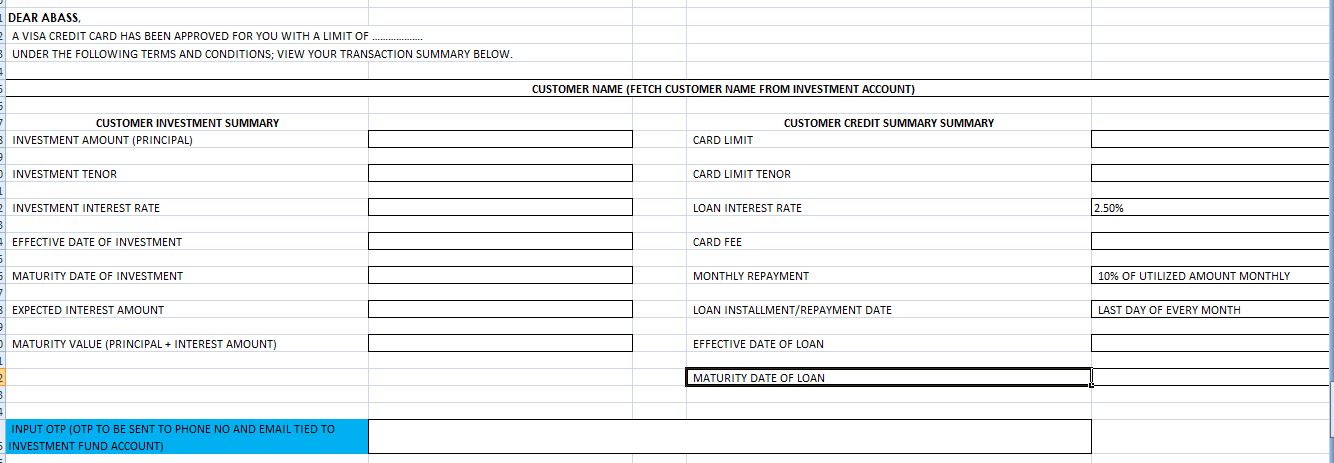 DEAR ABASS,
A VISA CREDIT CARD HAS BEEN APPROVED FOR YOU WITH A LIMIT OF ...................
UNDER THE FOLLOWING TERMS AND CONDITIONS; VIEW YOUR TRANSACTION SUMMARY BELOW.
CUSTOMER NAME (FETCH CUSTOMER NAME FROM INVESTMENT ACCOUNT)
CUSTOMER INVESTMENT SUMMARY CUSTOMER CREDIT SUMMARY SUMMARY
INVESTMENT AMOUNT (PRINCIPAL) CARD LIMIT
INVESTMENT TENOR CARD LIMIT TENOR
INVESTMENT INTEREST RATE LOAN INTEREST RATE 2.50%
EFFECTIVE DATE OF INVESTMENT CARD FEE
MATURITY DATE OF INVESTMENT MONTHLY REPAYMENT 10% OF UTILIZED AMOUNT MONTHLY
EXPECTED INTEREST AMOUNT LOAN INSTALLMENT/REPAYMENT DATE LAST DAY OF EVERY MONTH
MATURITY VALUE (PRINCIPAL + INTEREST AMOUNT) EFFECTIVE DATE OF LOAN
MATURITY DATE OF LOAN
INPUT OTP (OTP TO BE SENT TO PHONE NO AND EMAIL TIED TO
INVESTMENT FUND ACCOUNT)